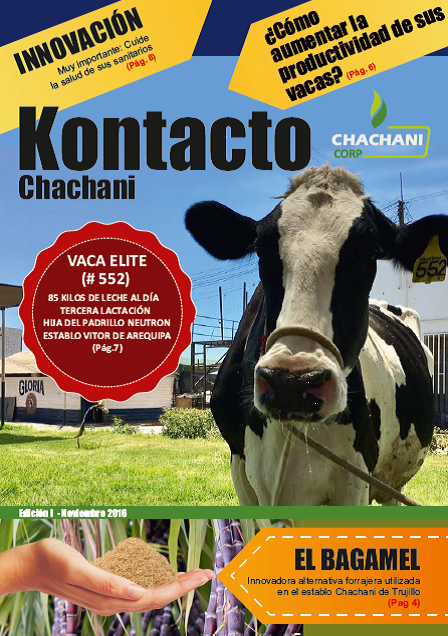 INNOVACIÓN
Muy importante: Cuide
la salud de sus sanitarios
(Pág. 8)
¿Cómo
aumentar la
productividad de sus
vacas? (Pág. 6)
Kontacto
Chachani
CHACHANI
CORP
VACA ELITE
(# 552)
85 KILOS DE LECHE AL DÍA
TERCERA LACTACIÓN
HIJA DEL PADRILLO NEUTRON
ESTABLO VITOR DE AREQUIPA
(Pág.7)
552
GLORIA
Edición I - Noviembre 2016
EL BAGAMEL
Innovadora alternativa forrajera utilizada
en el establo Chachani de Trujillo
(Pag 4)